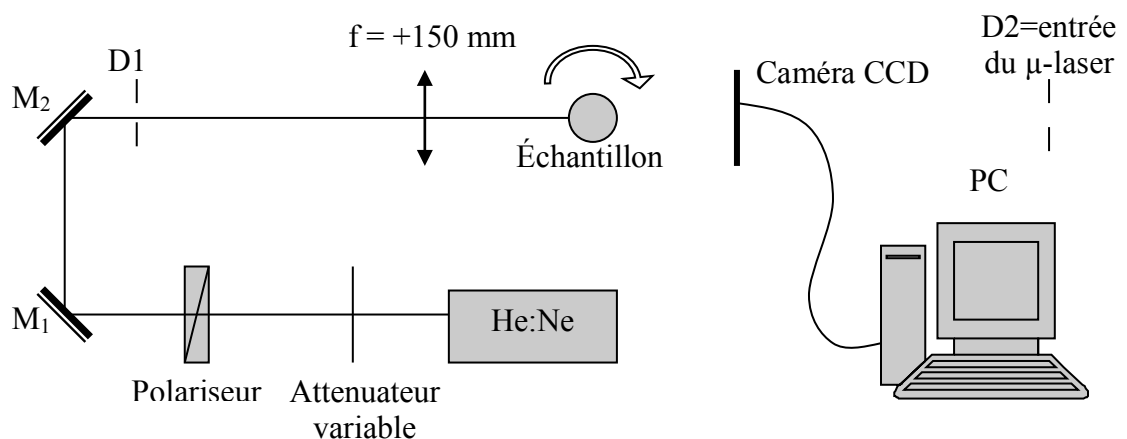 f = +150 mm
D1
M2
Échantillon
Caméra CCD
D2=entrée
du µ-laser
PC
M1
He:Ne
Polariseur
Attenuateur
variable